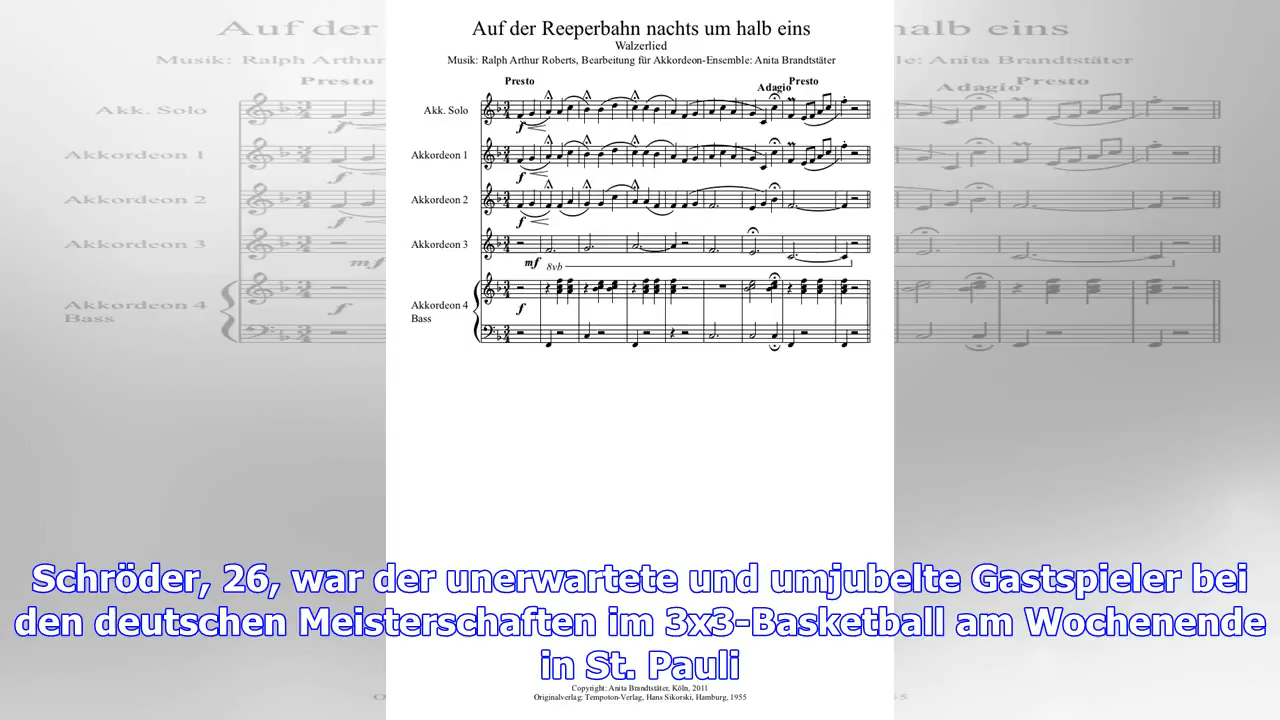 Auf der Reeperbahn nachts um halb eins
Walzerlied
Musik: Ralph Arthur Roberts, Bearbeitung für Akkordeon-Ensemble: Anita Brandtstäter
Presto
Adagio
Presto
Akk. Solo
f
Akkordeon 1
f
Akkordeon 2
f
Akkordeon 3
mf
8vb
Akkordeon 4
f
Bass
Schröder, 26, war der unerwartete und umjubelte Gastspieler bei
den deutschen Meisterschaften im 3x3-Basketball am Wochenende
in St. Pauli
Copyright: Anita Brandtstäter, Köln, 2011
Originalverlag: Tempoton-Verlag, Hans Sikorski, Hamburg, 1955